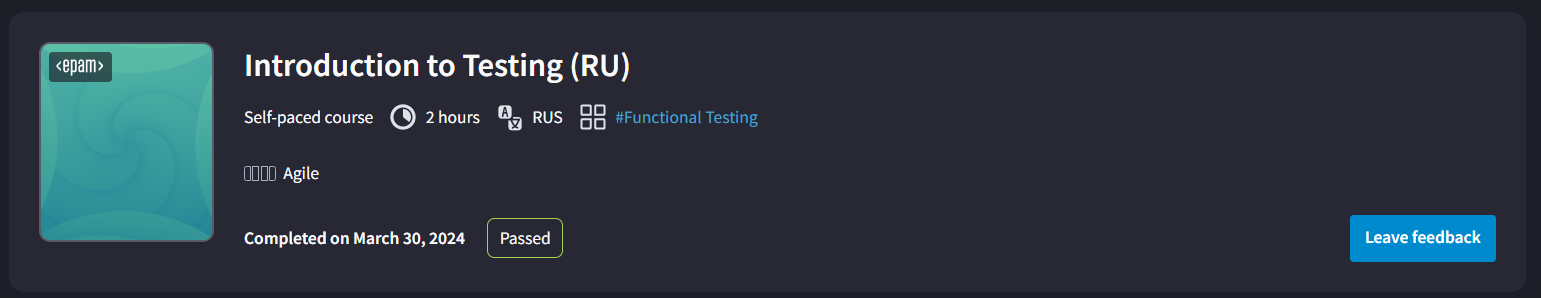 <epam>
Introduction to Testing (RU)
Self-paced course 2 hours RUS #Functional Testing
Agile
Completed on March 30, 2024 Passed Leave feedback